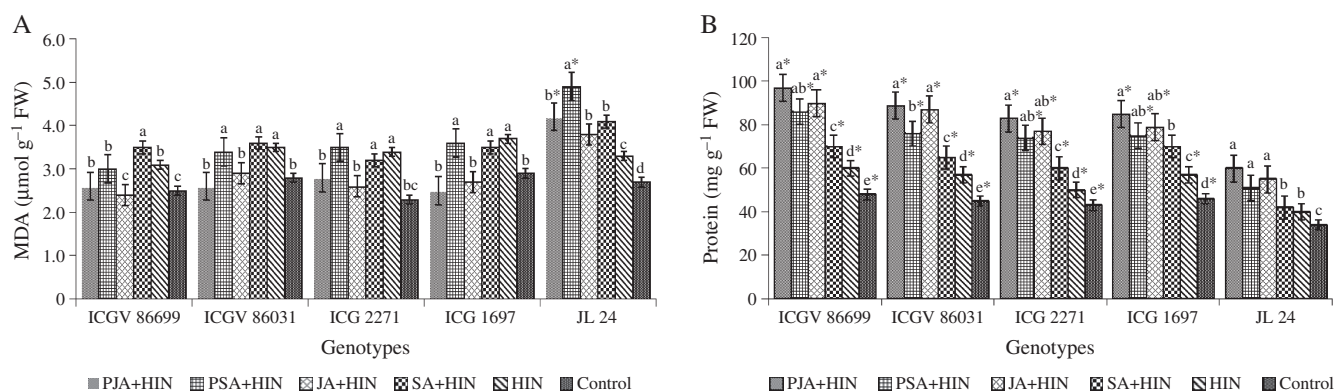 A
6.0
5.0
4.0
3.0
2.0
1.0
0
MDA (µmol g⁻¹ FW)
b b c a b c
b a b a a b
b a b a a bc
b a b a a b
b* a* b b c d
ICGV 86699 ICGV 86031 ICG 2271 ICG 1697 JL 24
Genotypes
PJA+HIN PSA+HIN JA+HIN SA+HIN HIN Control
B
120
100
80
60
40
20
0
Protein (mg g⁻¹ FW)
a* ab* a* c* d* e*
a* b* a* c* d* e*
a* ab* ab* c* d* e*
a* ab* ab* b c* d*
a a a b b c
ICGV 86699 ICGV 86031 ICG 2271 ICG 1697 JL 24
Genotypes
PJA+HIN PSA+HIN JA+HIN SA+HIN HIN Control